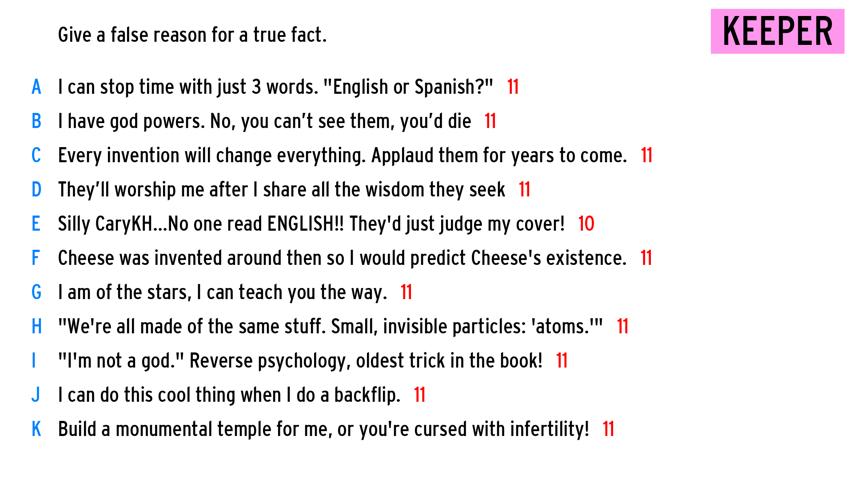 Give a false reason for a true fact.
KEEPER
A I can stop time with just 3 words. "English or Spanish?" 11
B I have god powers. No, you can't see them, you'd die 11
C Every invention will change everything. Applaud them for years to come. 11
D They'll worship me after I share all the wisdom they seek 11
E Silly CaryKH...No one read ENGLISH!! They'd just judge my cover! 10
F Cheese was invented around then so I would predict Cheese's existence. 11
G I am of the stars, I can teach you the way. 11
H "We're all made of the same stuff. Small, invisible particles: 'atoms.'" 11
I "I'm not a god." Reverse psychology, oldest trick in the book! 11
J I can do this cool thing when I do a backflip. 11
K Build a monumental temple for me, or you're cursed with infertility! 11